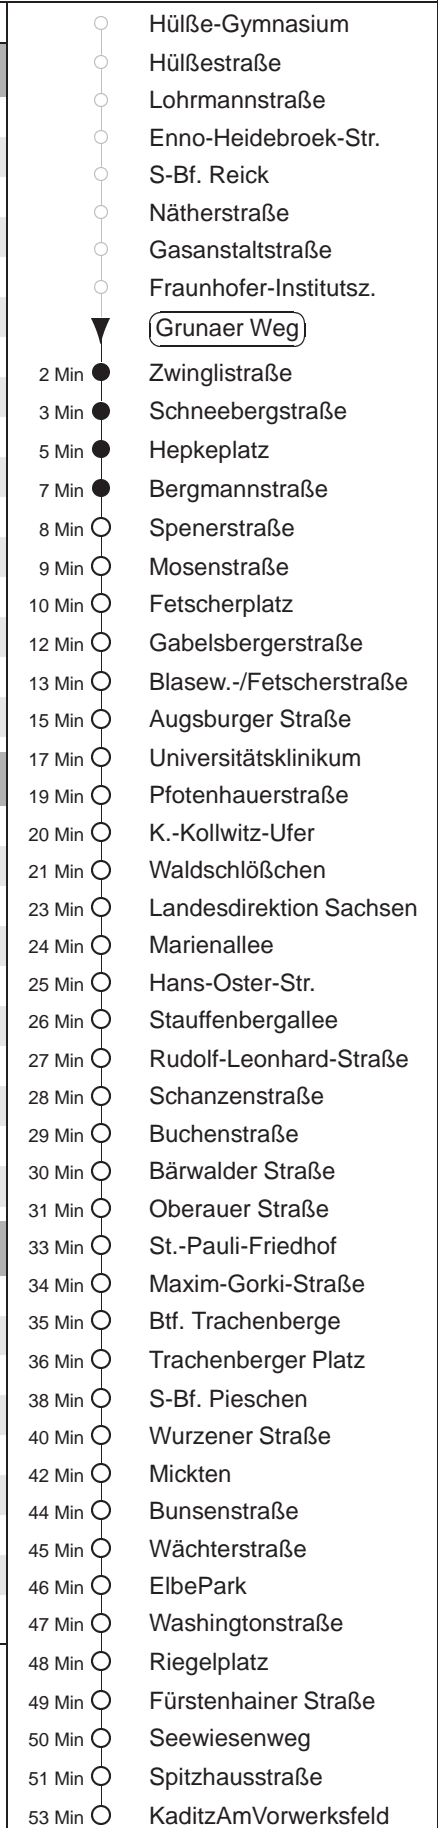 Hülße-Gymnasium
Hülßestraße
Lohrmannstraße
Enno-Heidebroek-Str.
S-Bf. Reick
Nätherstraße
Gasanstaltstraße
Fraunhofer-Institutsz.
Grunaer Weg
2 Min Zwinglistraße
3 Min Schneebergstraße
5 Min Hepkeplatz
7 Min Bergmannstraße
8 Min Spenerstraße
9 Min Mosenstraße
10 Min Fetscherplatz
12 Min Gabelsbergerstraße
13 Min Blasew.-/Fetscherstraße
15 Min Augsburger Straße
17 Min Universitätsklinikum
19 Min Pfotenhauerstraße
20 Min K.-Kollwitz-Ufer
21 Min Waldschlößchen
23 Min Landesdirektion Sachsen
24 Min Marienallee
25 Min Hans-Oster-Str.
26 Min Stauffenbergallee
27 Min Rudolf-Leonhard-Straße
28 Min Schanzenstraße
29 Min Buchenstraße
30 Min Bärwalder Straße
31 Min Oberauer Straße
33 Min St.-Pauli-Friedhof
34 Min Maxim-Gorki-Straße
35 Min Btf. Trachenberge
36 Min Trachenberger Platz
38 Min S-Bf. Pieschen
40 Min Wurzener Straße
42 Min Mickten
44 Min Bunsenstraße
45 Min Wächterstraße
46 Min ElbePark
47 Min Washingtonstraße
48 Min Riegelplatz
49 Min Fürstenhainer Straße
50 Min Seewiesenweg
51 Min Spitzhausstraße
53 Min KaditzAmVorwerksfeld